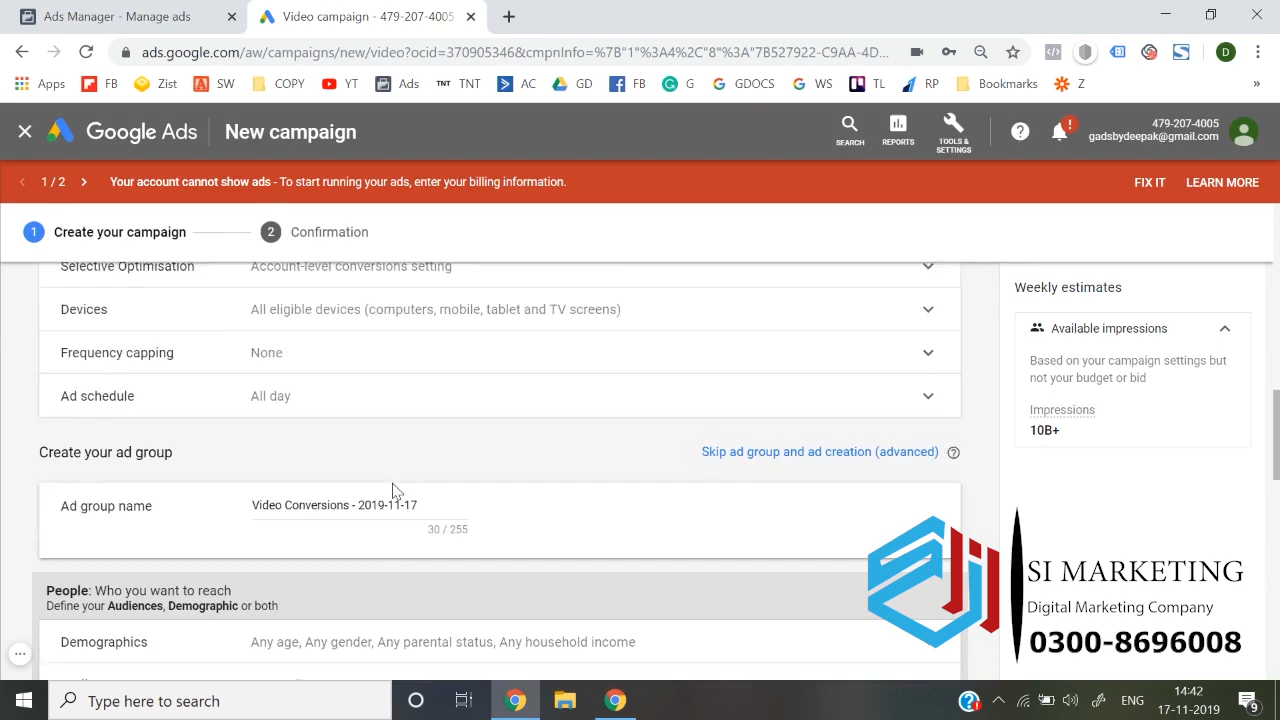 Ads Manager - Manage ads
Video campaign - 479-207-4005
ads.google.com/aw/campaigns/new/video?ocid=370905346&cmpnInfo=%7B"1"%3A4%2C"8"%3A"7B527922-C9AA-4D...
Apps FB Zist SW COPY YT Ads TNT TNT AC GD FB G GDOCS WS TL RP Bookmarks Z »
Google Ads New campaign
SEARCH REPORTS TOOLS & SETTINGS
479-207-4005
gadsbydeepak@gmail.com
1 / 2 Your account cannot show ads - To start running your ads, enter your billing information. FIX IT LEARN MORE
1 Create your campaign 2 Confirmation
Selective Optimisation Account-level conversions setting
Devices All eligible devices (computers, mobile, tablet and TV screens)
Frequency capping None
Ad schedule All day
Create your ad group Skip ad group and ad creation (advanced)
Ad group name Video Conversions - 2019-11-17
30 / 255
People: Who you want to reach
Define your Audiences, Demographic or both
Demographics Any age, Any gender, Any parental status, Any household income
Weekly estimates
Available impressions
Based on your campaign settings but
not your budget or bid
Impressions
10B+
SI MARKETING
Digital Marketing Company
0300-8696008
Type here to search
ENG
14:42
17-11-2019
9